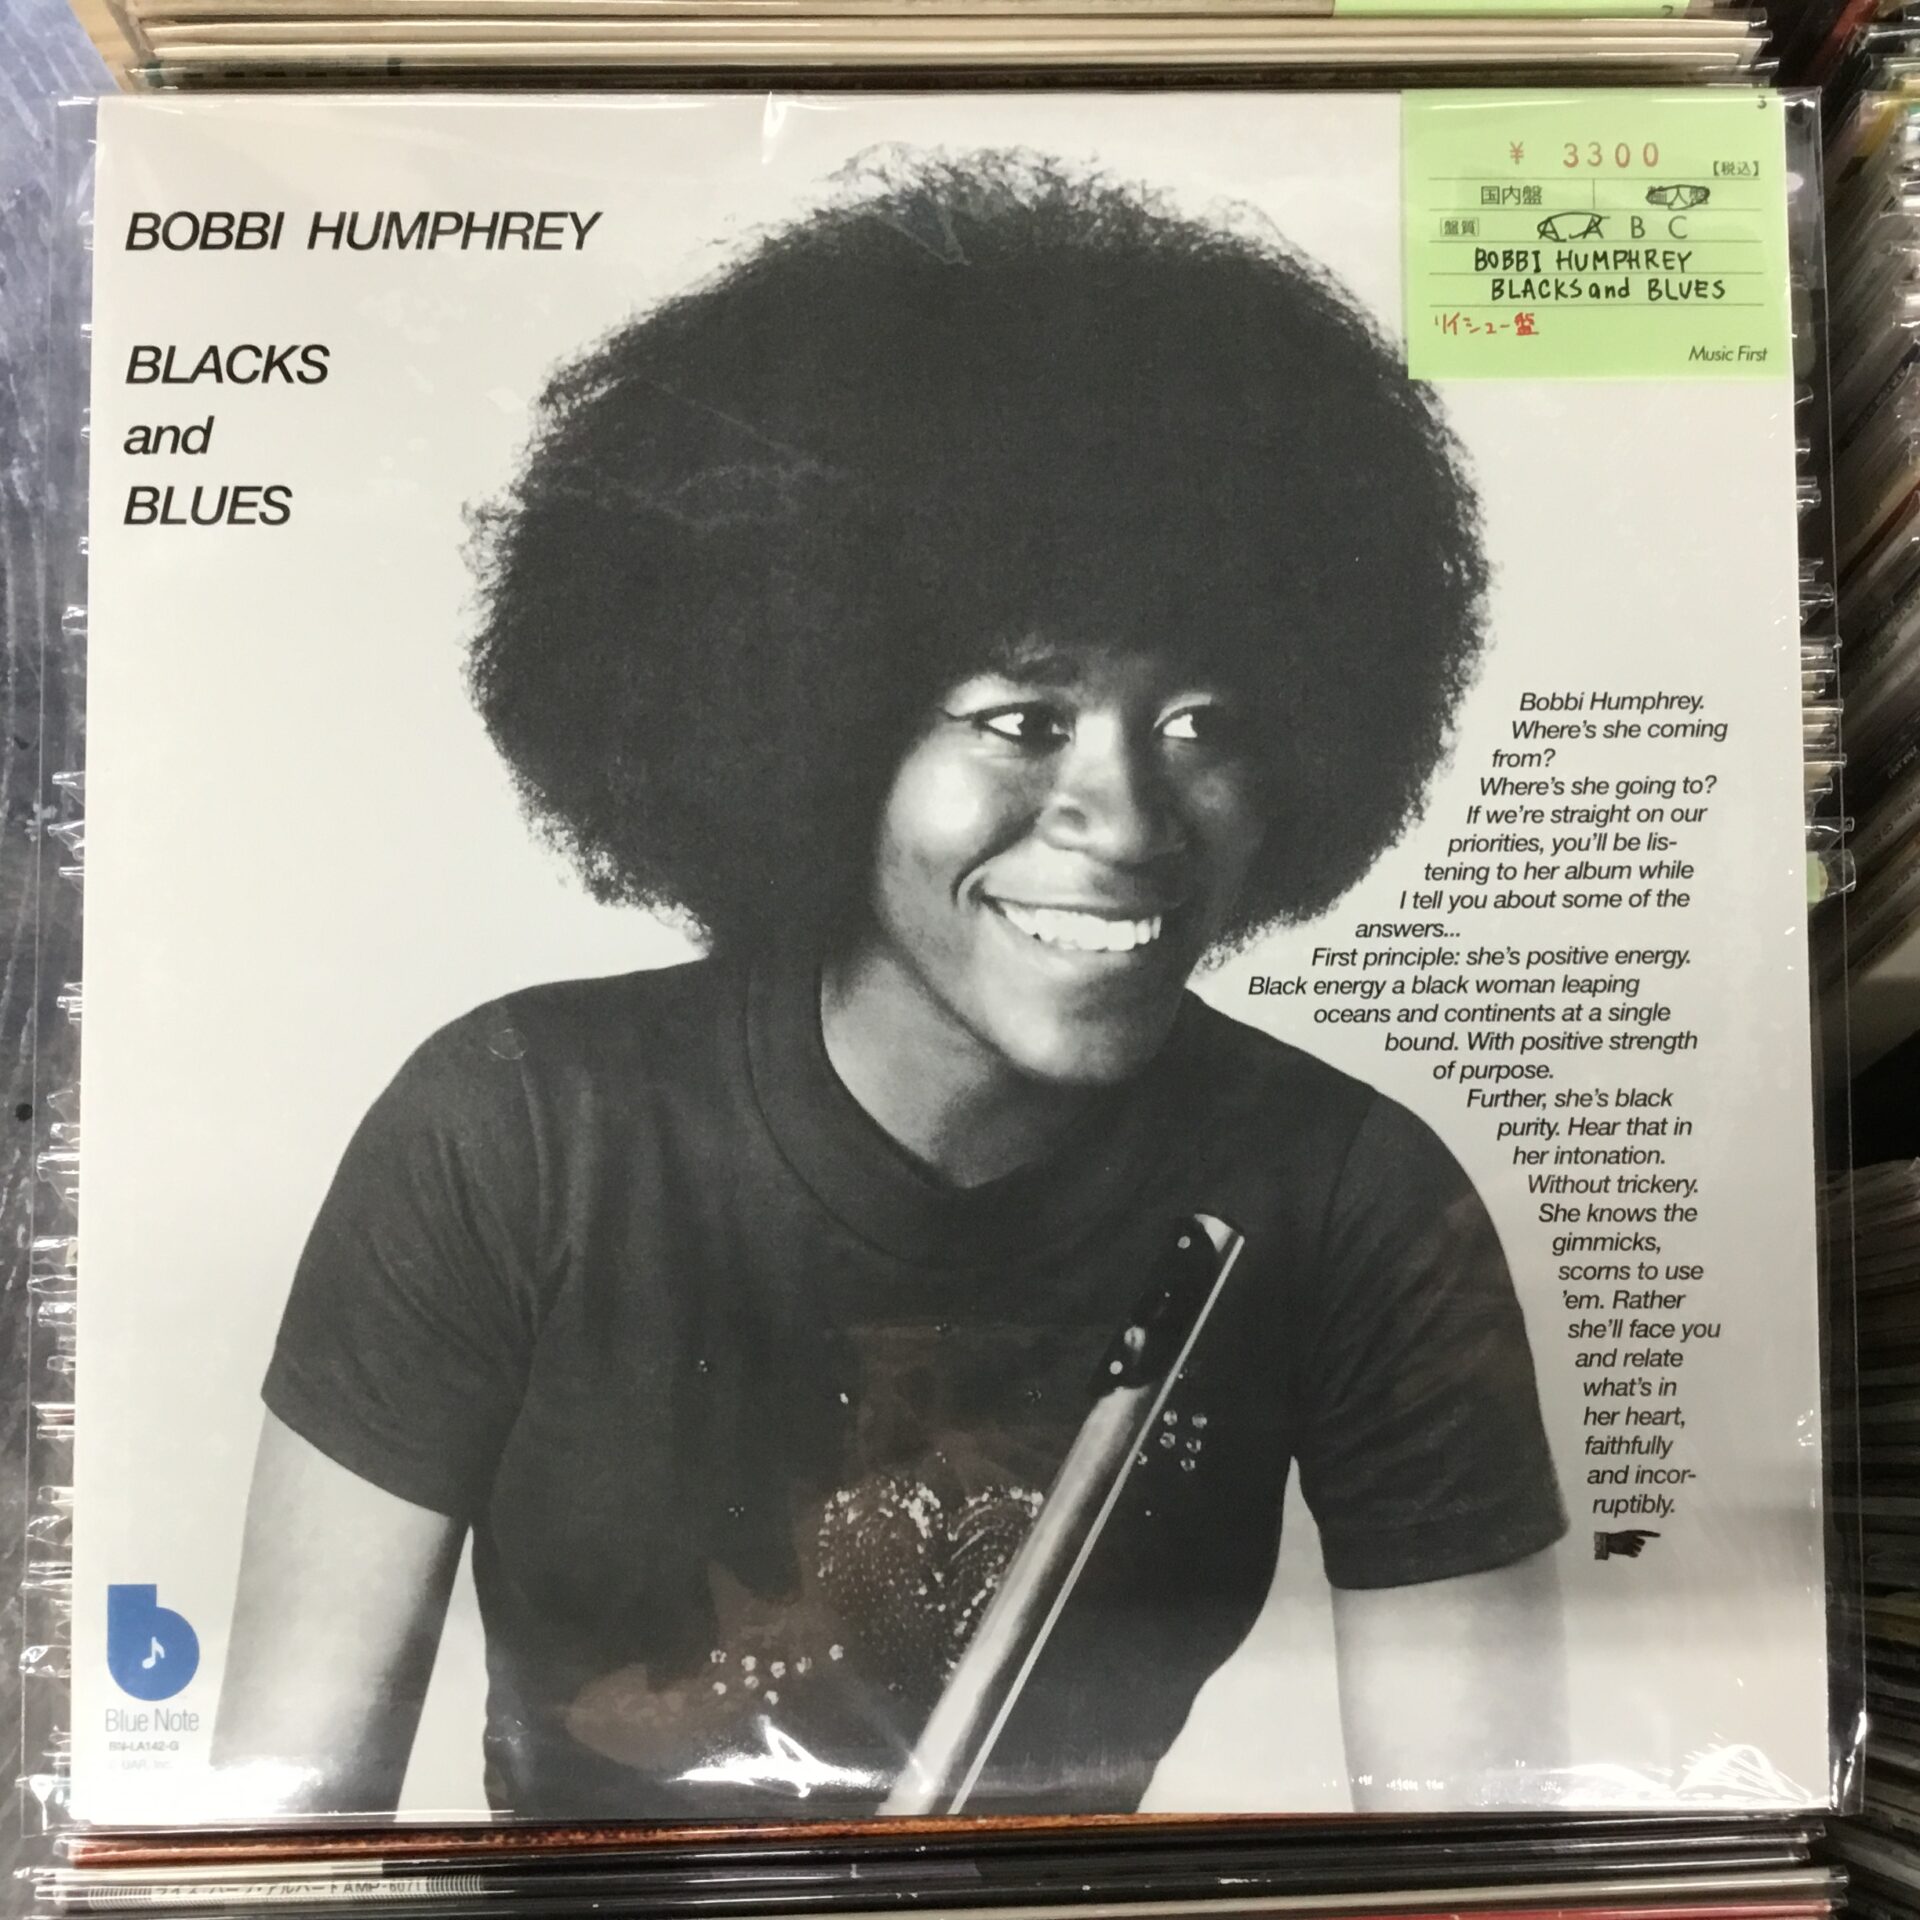 BOBBI HUMPHREY
BLACKS
and
BLUES
3
¥ 3300
【税込】
国内盤
盤質 A A B C
BOBBI HUMPHREY
BLACKS and BLUES
リイシュー盤
Music First
Bobbi Humphrey.
Where's she coming
from?
Where's she going to?
If we're straight on our
priorities, you'll be lis-
tening to her album while
I tell you about some of the
answers...
First principle: she's positive energy.
Black energy a black woman leaping
oceans and continents at a single
bound. With positive strength
of purpose.
Further, she's black
purity. Hear that in
her intonation.
Without trickery.
She knows the
gimmicks,
scorns to use
'em. Rather
she'll face you
and relate
what's in
her heart,
faithfully
and incor-
ruptibly.
Blue Note
BN-LA142-G